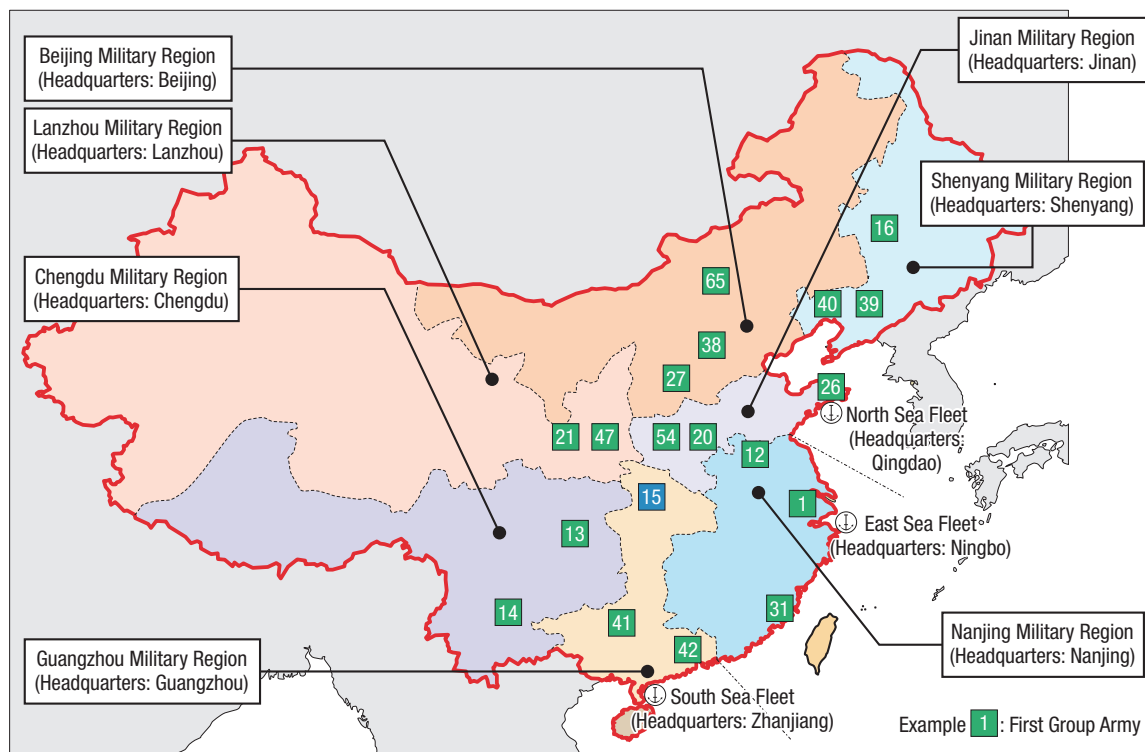 Beijing Military Region
(Headquarters: Beijing)
Jinan Military Region
(Headquarters: Jinan)
Lanzhou Military Region
(Headquarters: Lanzhou)
Shenyang Military Region
(Headquarters: Shenyang)
Chengdu Military Region
(Headquarters: Chengdu)
16
65
40
39
38
27
26
North Sea Fleet
(Headquarters:
Qingdao)
21
47
54
20
12
15
1
East Sea Fleet
(Headquarters: Ningbo)
13
14
41
31
42
Nanjing Military Region
(Headquarters: Nanjing)
Guangzhou Military Region
(Headquarters: Guangzhou)
South Sea Fleet
(Headquarters: Zhanjiang)
Example 1 : First Group Army